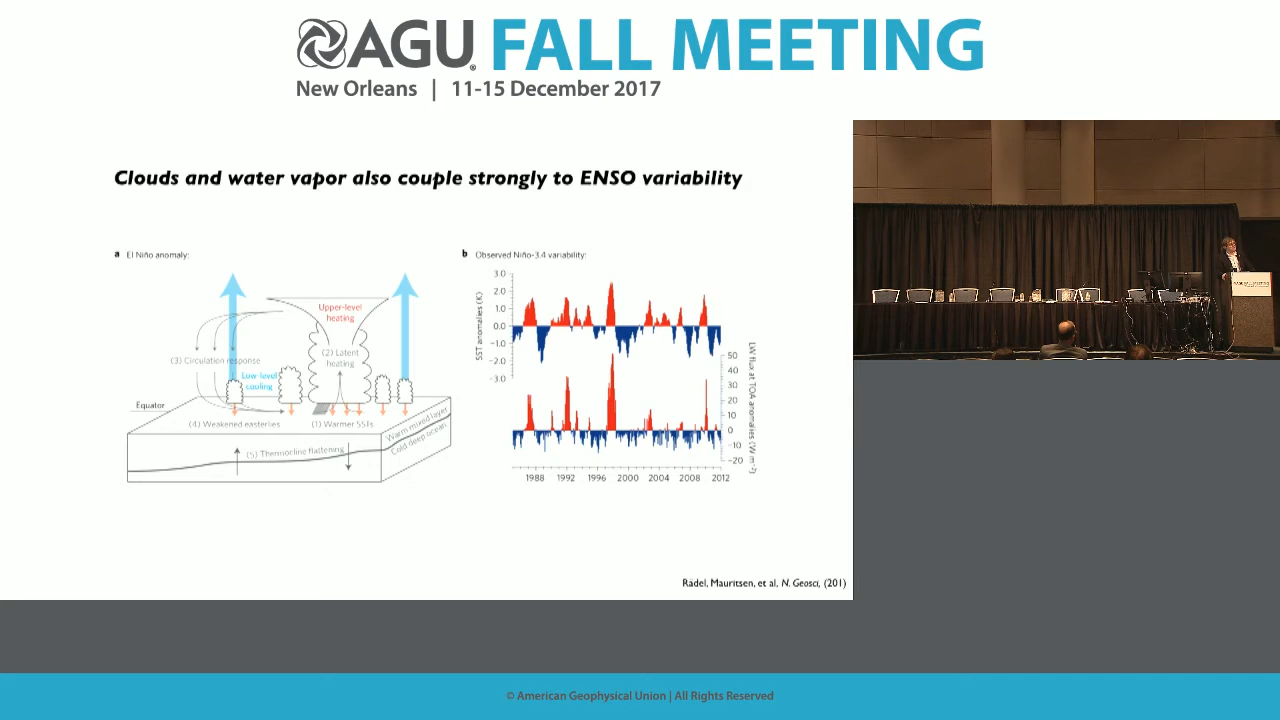 AGU FALL MEETING
New Orleans | 11-15 December 2017
Clouds and water vapor also couple strongly to ENSO variability
a El Niño anomaly:
Upper-level
heating
(2) Latent
heating
(3) Circulation response
Low-level
cooling
Equator
(4) Weakened easterlies
(1) Warmer SSTs
Warm mixed layer
Cold deep ocean
(5) Thermocline flattening
b Observed Niño-3.4 variability:
SST anomalies (K)
3.0
2.0
1.0
0.0
−1.0
−2.0
−3.0
LW flux at TOA anomalies (W m⁻²)
50
40
30
20
10
0
−10
−20
1988 1992 1996 2000 2004 2008 2012
Rädel, Mauritsen, et al, N. Geosci, (201)
AGU FALL MEETING
© American Geophysical Union | All Rights Reserved